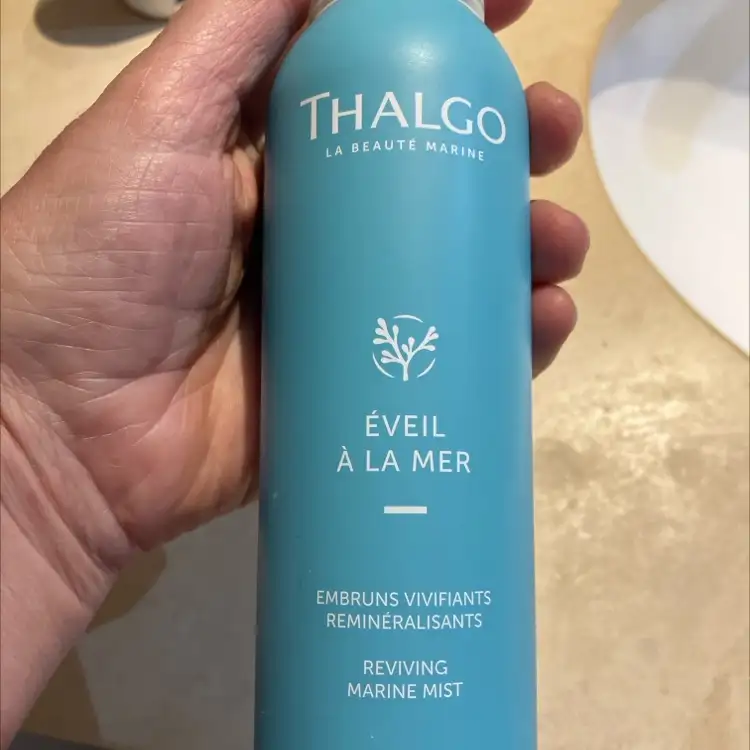 THALGO
LA BEAUTÉ MARINE
ÉVEIL
À LA MER
EMBRUNS VIVIFIANTS
REMINÉRALISANTS
REVIVING
MARINE MIST